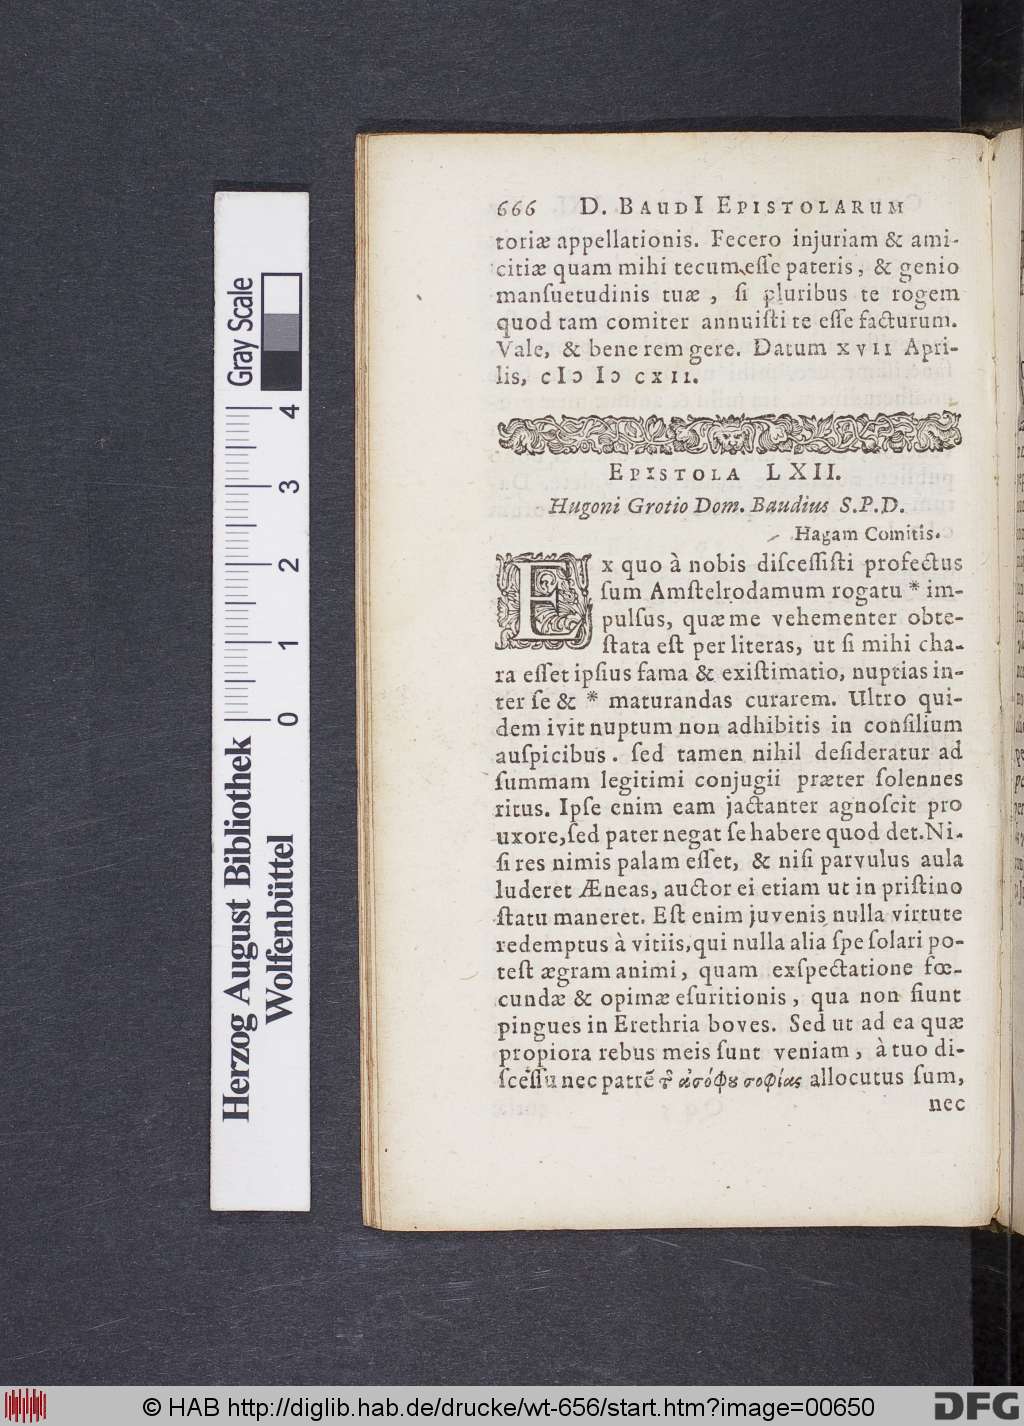 666 D. BAUDI EPISTOLARUM
toriæ appellationis. Fecero injuriam & ami-
citiæ quam mihi tecum eſſe pateris, & genio
manſuetudinis tuæ, ſi pluribus te rogem
quod tam comiter annuiſti te eſſe facturum.
Vale, & bene rem gere. Datum XVII Apri-
lis, cIↄ Iↄ CXII.
EPISTOLA LXII.
Hugoni Grotio Dom. Baudius S.P.D.
Hagam Comitis.
Ex quo à nobis diſceſſiſti profectus
ſum Amſtelrodamum rogatu * im-
pulſus, quæ me vehementer obte-
ſtata eſt per literas, ut ſi mihi cha-
ra eſſet ipſius fama & exiſtimatio, nuptias in-
ter ſe & * maturandas curarem. Ultro qui-
dem ivit nuptum non adhibitis in conſilium
auſpicibus. ſed tamen nihil deſideratur ad
ſummam legitimi conjugii præter ſolennes
ritus. Ipſe enim eam jactanter agnoſcit pro
uxore, ſed pater negat ſe habere quod det. Ni-
ſi res nimis palam eſſet, & niſi parvulus aula
luderet Æneas, auctor ei etiam ut in priſtino
ſtatu maneret. Eſt enim juvenis nulla virtute
redemptus à vitiis, qui nulla alia ſpe ſolari po-
teſt ægram animi, quam exſpectatione fœ-
cundæ & opimæ eſuritionis, qua non fiunt
pingues in Erethria boves. Sed ut ad ea quæ
propiora rebus meis ſunt veniam, à tuo di-
ſceſſu nec patrẽ τȣ̃ ἀσόφȣ σοφίας allocutus ſum,
nec
Gray Scale
4
3
2
1
0
Herzog August Bibliothek
Wolfenbüttel
© HAB http://diglib.hab.de/drucke/wt-656/start.htm?image=00650
DFG